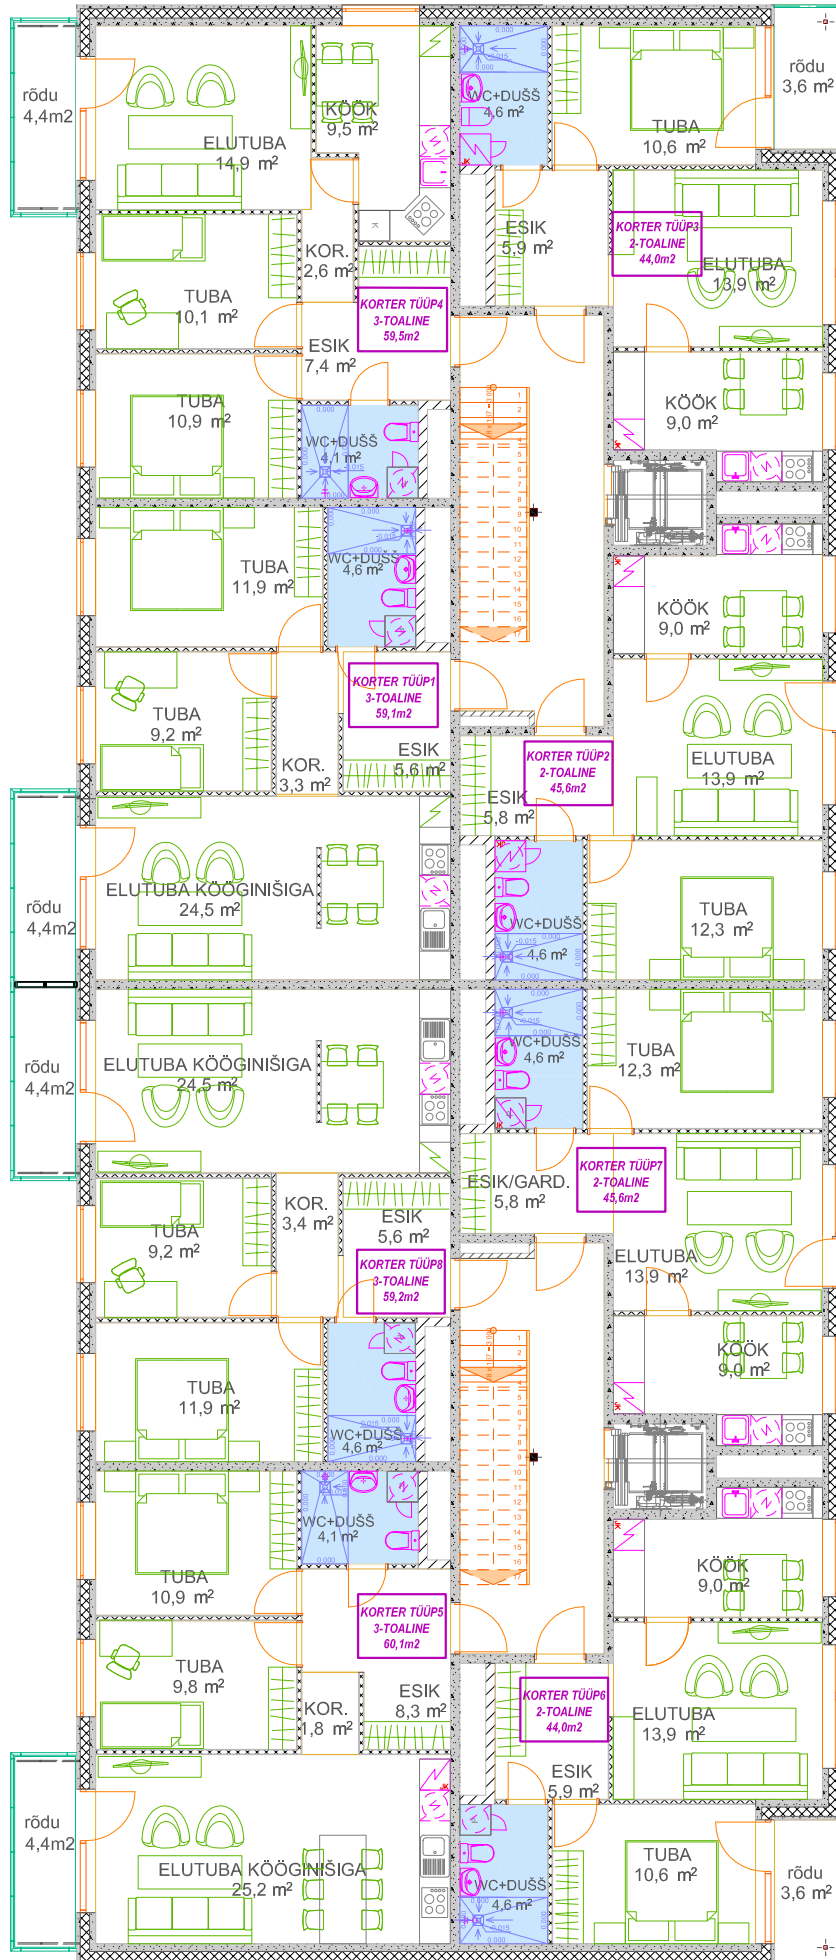 rõdu
4,4m2
ELUTUBA
14,9 m²
KÖÖK
9,5 m²
WC+DUŠŠ
4,6 m²
TUBA
10,6 m²
rõdu
3,6 m²
TUBA
10,1 m²
KOR.
2,6 m²
KORTER TÜÜP4
3-TOALINE
59,5m2
ESIK
5,9 m²
KORTER TÜÜP3
2-TOALINE
44,0m2
ELUTUBA
13,9 m²
ESIK
7,4 m²
TUBA
10,9 m²
WC+DUŠŠ
4,1 m²
KÖÖK
9,0 m²
TUBA
11,9 m²
WC+DUŠŠ
4,6 m²
KÖÖK
9,0 m²
KORTER TÜÜP1
3-TOALINE
59,1m2
TUBA
9,2 m²
KOR.
3,3 m²
ESIK
5,6 m²
KORTER TÜÜP2
2-TOALINE
45,6m2
ESIK
5,8 m²
ELUTUBA
13,9 m²
rõdu
4,4m2
ELUTUBA KÖÖGINIŠIGA
24,5 m²
WC+DUŠŠ
4,6 m²
TUBA
12,3 m²
rõdu
4,4m2
ELUTUBA KÖÖGINIŠIGA
24,5 m²
WC+DUŠŠ
4,6 m²
TUBA
12,3 m²
TUBA
9,2 m²
KOR.
3,4 m²
ESIK
5,6 m²
KORTER TÜÜP8
3-TOALINE
59,2m2
ESIK/GARD.
5,8 m²
KORTER TÜÜP7
2-TOALINE
45,6m2
ELUTUBA
13,9 m²
TUBA
11,9 m²
WC+DUŠŠ
4,6 m²
KÖÖK
9,0 m²
TUBA
10,9 m²
WC+DUŠŠ
4,1 m²
KÖÖK
9,0 m²
KORTER TÜÜP5
3-TOALINE
60,1m2
TUBA
9,8 m²
KOR.
1,8 m²
ESIK
8,3 m²
KORTER TÜÜP6
2-TOALINE
44,0m2
ELUTUBA
13,9 m²
ESIK
5,9 m²
rõdu
4,4m2
ELUTUBA KÖÖGINIŠIGA
25,2 m²
WC+DUŠŠ
4,6 m²
TUBA
10,6 m²
rõdu
3,6 m²